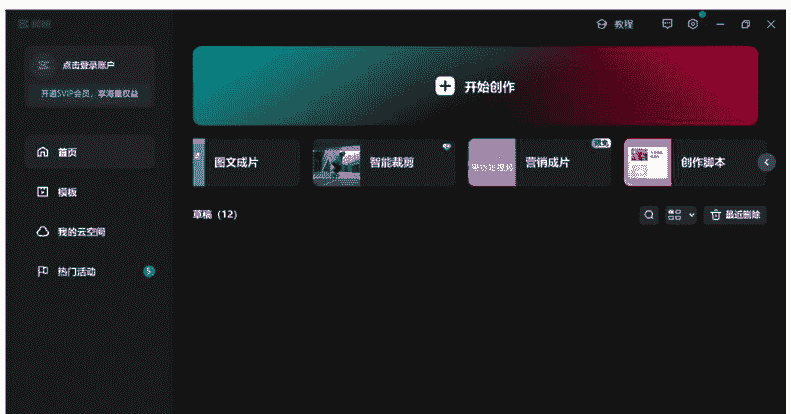 教程
点击登录账户
开通SVIP会员，享海量权益
开始创作
首页
模板
我的云空间
热门活动
5
图文成片
智能裁剪
营销成片
限免
创作脚本
草稿（12）
最近删除